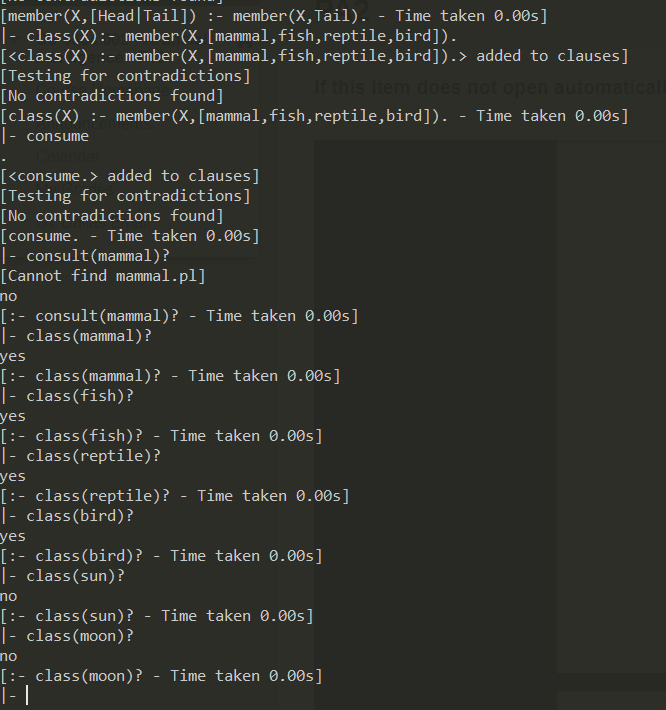 [No contradictions found]
[member(X,[Head|Tail]) :- member(X,Tail). - Time taken 0.00s]
|- class(X):- member(X,[mammal,fish,reptile,bird]).
[<class(X) :- member(X,[mammal,fish,reptile,bird]).> added to clauses]
[Testing for contradictions]
If this item does not open automatical
[No contradictions found]
[class(X) :- member(X,[mammal,fish,reptile,bird]). - Time taken 0.00s]
|- consume
.
Calendar
[<consume.> added to clauses]
[Testing for contradictions]
[No contradictions found]
[consume. - Time taken 0.00s]
|- consult(mammal)?
[Cannot find mammal.pl]
no
[:- consult(mammal)? - Time taken 0.00s]
|- class(mammal)?
yes
[:- class(mammal)? - Time taken 0.00s]
|- class(fish)?
yes
[:- class(fish)? - Time taken 0.00s]
|- class(reptile)?
yes
[:- class(reptile)? - Time taken 0.00s]
|- class(bird)?
yes
[:- class(bird)? - Time taken 0.00s]
|- class(sun)?
no
[:- class(sun)? - Time taken 0.00s]
|- class(moon)?
no
[:- class(moon)? - Time taken 0.00s]
|-